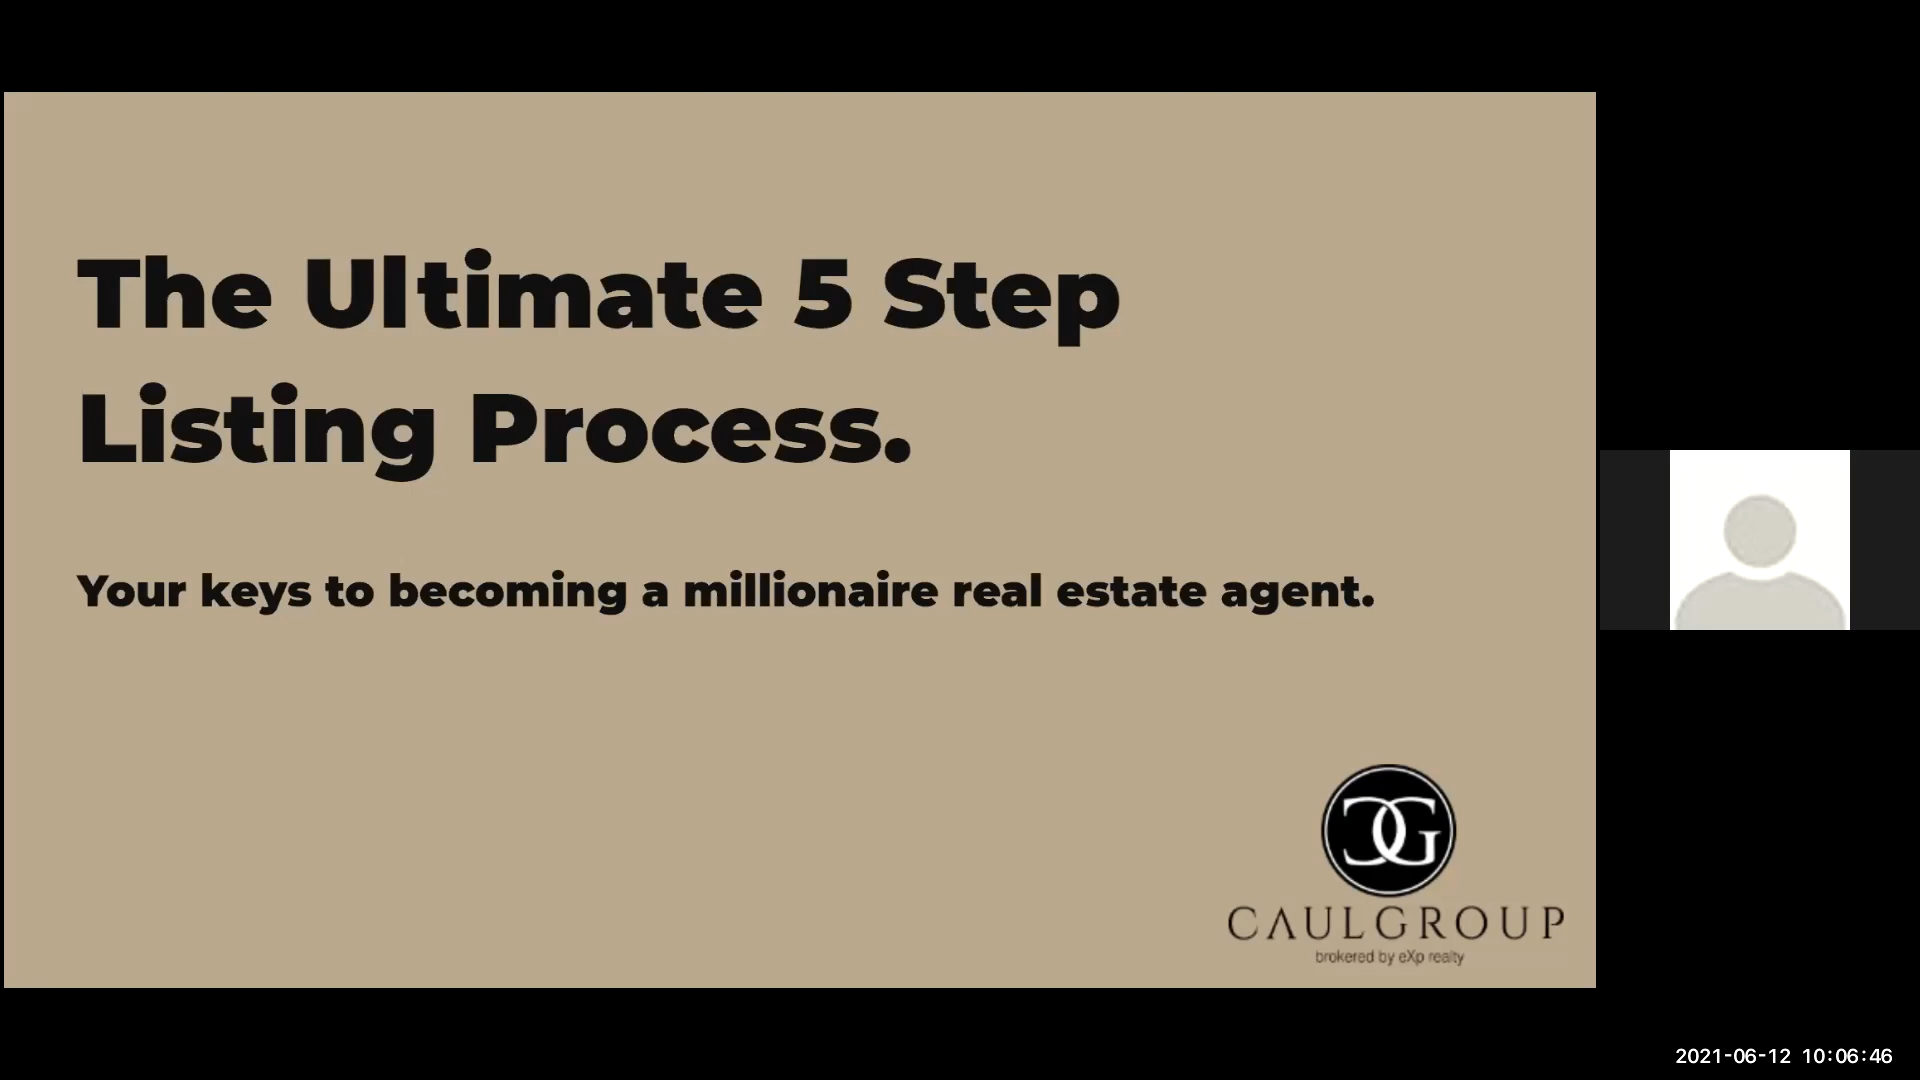 The Ultimate 5 Step
Listing Process.
Your keys to becoming a millionaire real estate agent.
CG
CAULGROUP
brokered by eXp realty
2021-06-12 10:06:46